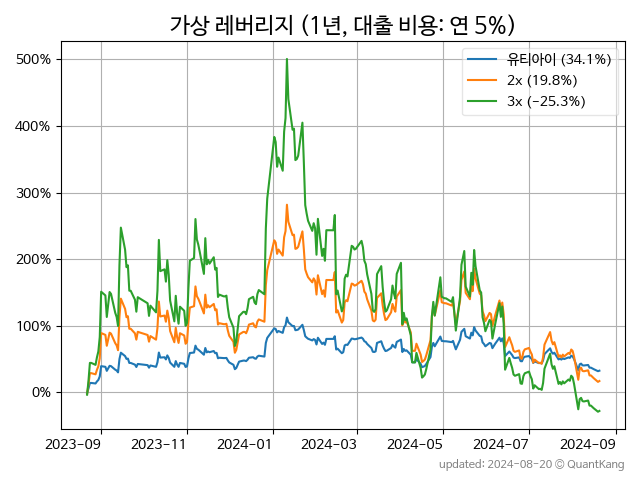 가상 레버리지 (1년, 대출 비용: 연 5%)
유티아이 (34.1%)
2x (19.8%)
3x (−25.3%)
500%
400%
300%
200%
100%
0%
2023-09 2023-11 2024-01 2024-03 2024-05 2024-07 2024-09
updated: 2024-08-20 © QuantKang